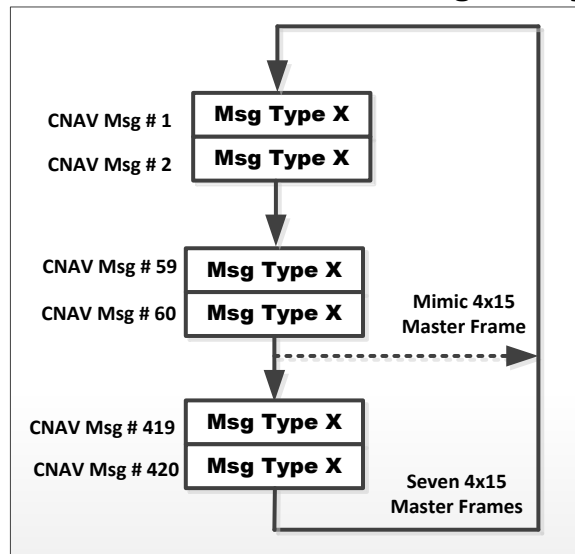 CNAV Msg # 1
Msg Type X
CNAV Msg # 2
Msg Type X
CNAV Msg # 59
Msg Type X
CNAV Msg # 60
Msg Type X
Mimic 4x15
Master Frame
CNAV Msg # 419
Msg Type X
CNAV Msg # 420
Msg Type X
Seven 4x15
Master Frames